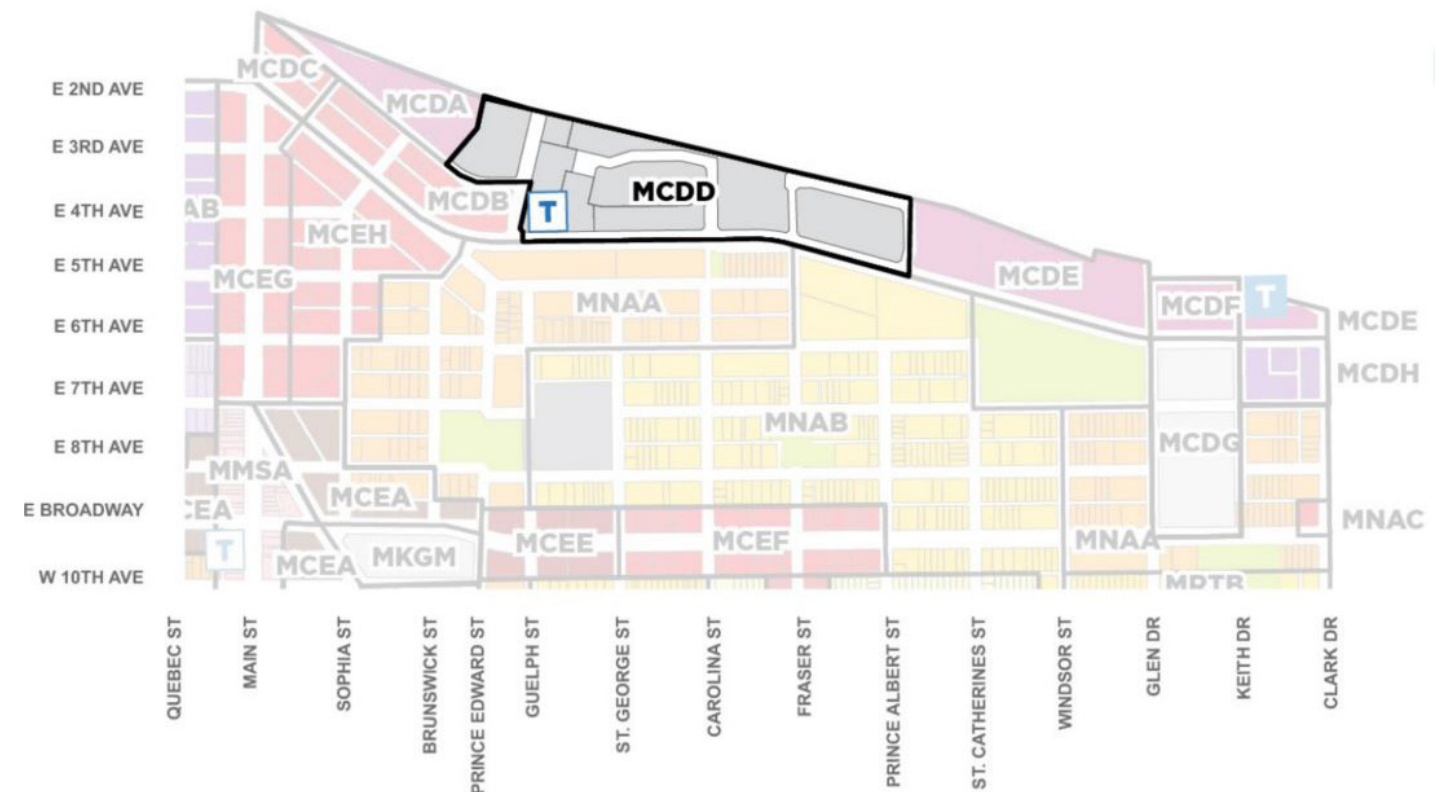 MCDC
E 2ND AVE
MCDA
E 3RD AVE
MCDD
MCDB
E 4TH AVE
AB
T
MCEH
E 5TH AVE
MCEG
MCDE
MNAA
MCDF
T
MCDE
E 6TH AVE
MCDH
E 7TH AVE
MNAB
E 8TH AVE
MCDG
MMSA
MCEA
E BROADWAY
CEA
MNAC
T
MCEE
MCEF
MNAA
MCEA
MKGM
W 10TH AVE
QUEBEC ST
MAIN ST
SOPHIA ST
BRUNSWICK ST
PRINCE EDWARD ST
GUELPH ST
ST. GEORGE ST
CAROLINA ST
FRASER ST
PRINCE ALBERT ST
ST. CATHERINES ST
WINDSOR ST
GLEN DR
KEITH DR
CLARK DR